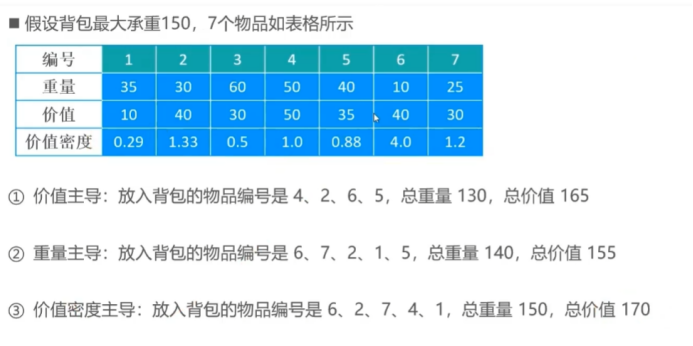 ■ 假设背包最大承重150，7个物品如表格所示
编号 1 2 3 4 5 6 7
重量 35 30 60 50 40 10 25
价值 10 40 30 50 35 40 30
价值密度 0.29 1.33 0.5 1.0 0.88 4.0 1.2
① 价值主导：放入背包的物品编号是 4、2、6、5，总重量 130，总价值 165
② 重量主导：放入背包的物品编号是 6、7、2、1、5，总重量 140，总价值 155
③ 价值密度主导：放入背包的物品编号是 6、2、7、4、1，总重量 150，总价值 170